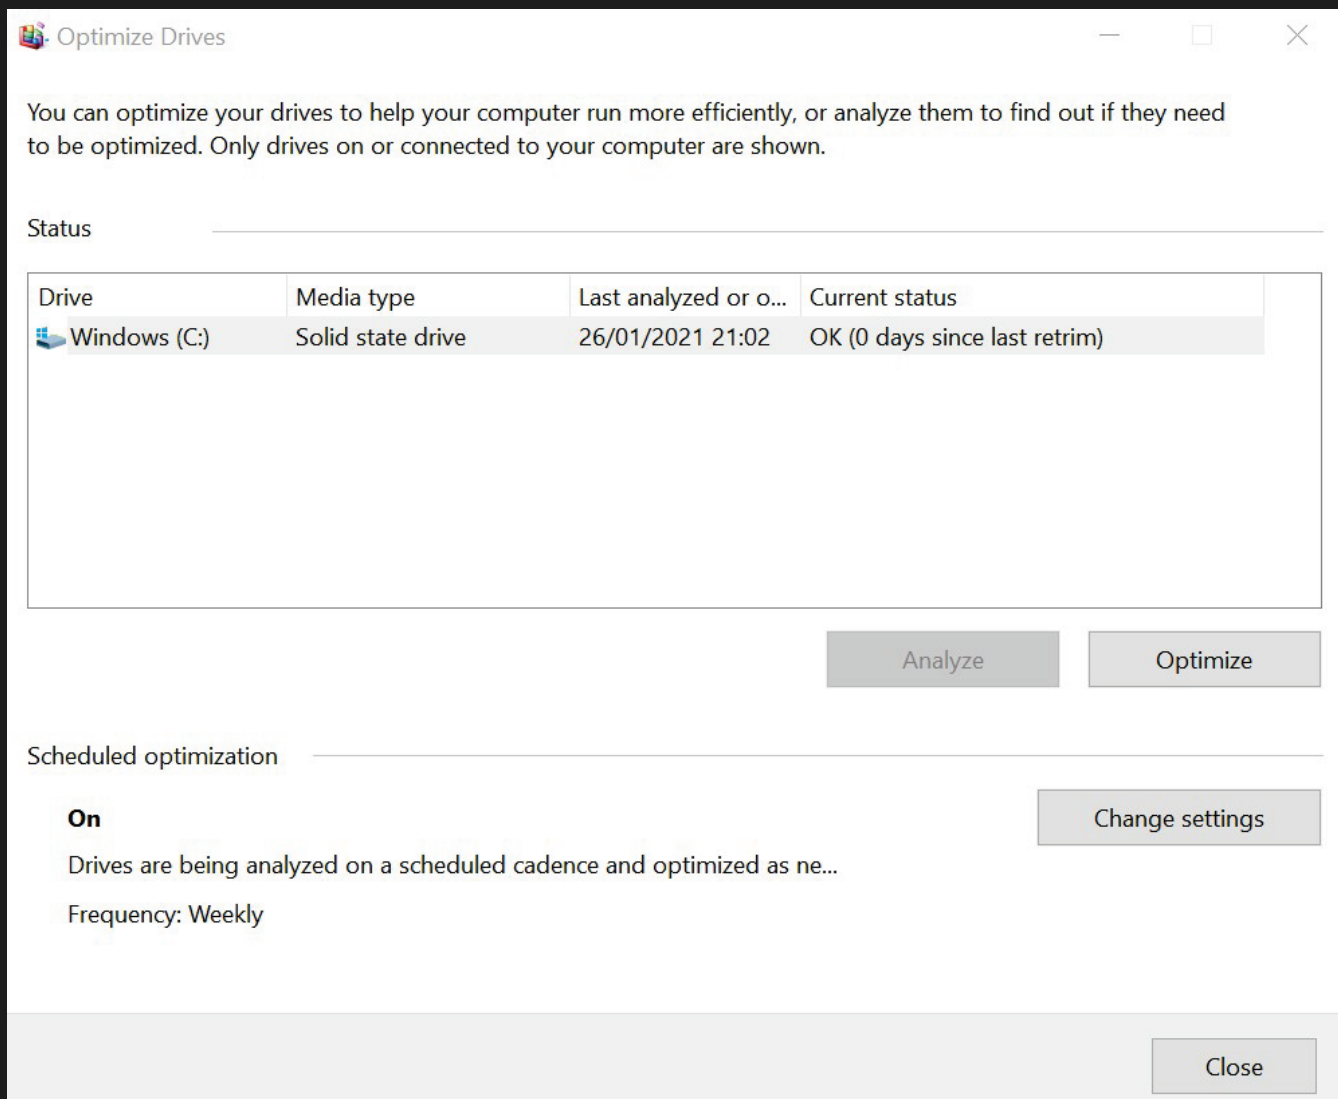 Optimize Drives
You can optimize your drives to help your computer run more efficiently, or analyze them to find out if they need
to be optimized. Only drives on or connected to your computer are shown.
Status
Drive Media type Last analyzed or o... Current status
Windows (C:) Solid state drive 26/01/2021 21:02 OK (0 days since last retrim)
Analyze Optimize
Scheduled optimization
On
Change settings
Drives are being analyzed on a scheduled cadence and optimized as ne...
Frequency: Weekly
Close